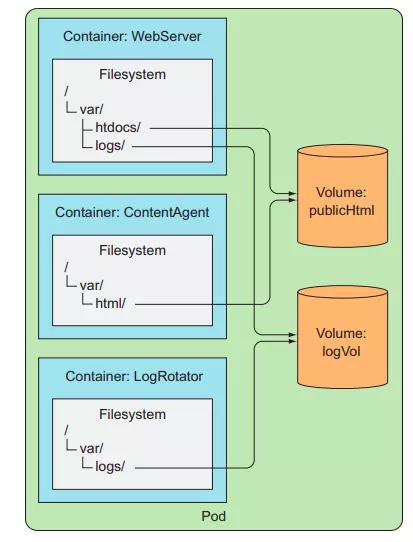 Container: WebServer
Filesystem
/
var/
htdocs/
logs/
Container: ContentAgent
Filesystem
/
var/
html/
Container: LogRotator
Filesystem
/
var/
logs/
Volume:
publicHtml
Volume:
logVol
Pod